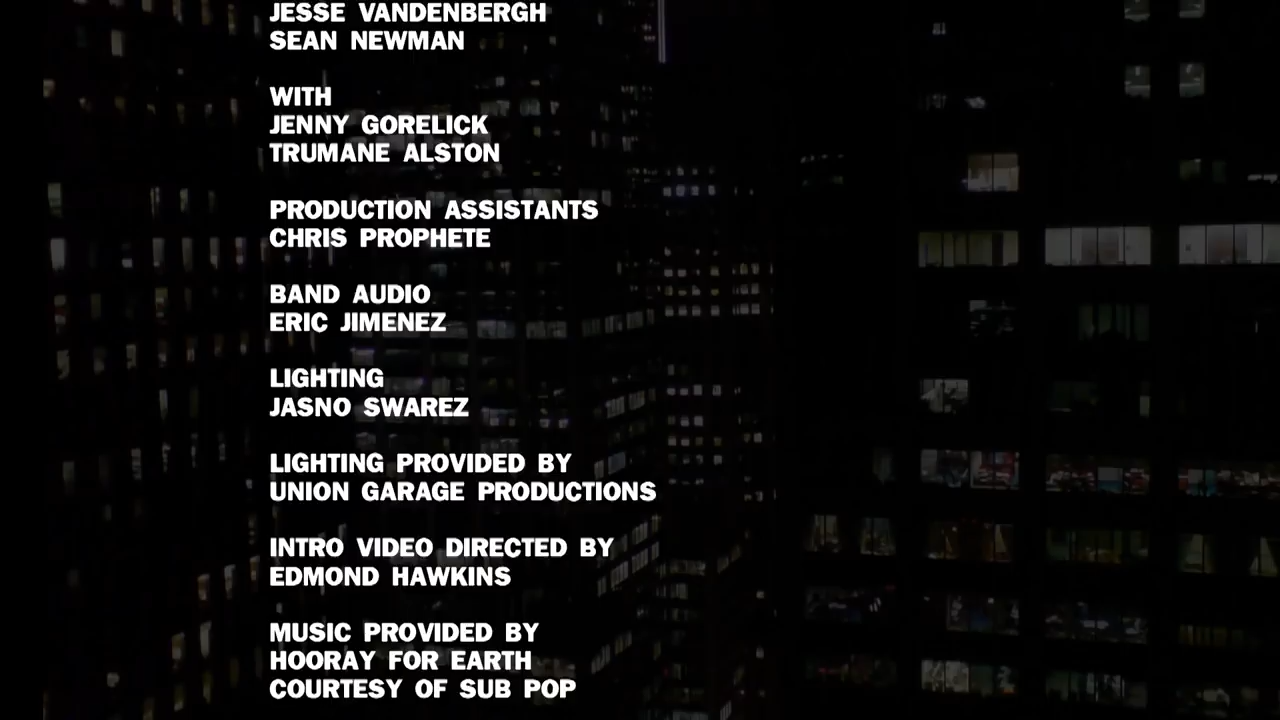 JESSE VANDENBERGH
SEAN NEWMAN
WITH
JENNY GORELICK
TRUMANE ALSTON
PRODUCTION ASSISTANTS
CHRIS PROPHETE
BAND AUDIO
ERIC JIMENEZ
LIGHTING
JASNO SWAREZ
LIGHTING PROVIDED BY
UNION GARAGE PRODUCTIONS
INTRO VIDEO DIRECTED BY
EDMOND HAWKINS
MUSIC PROVIDED BY
HOORAY FOR EARTH
COURTESY OF SUB POP